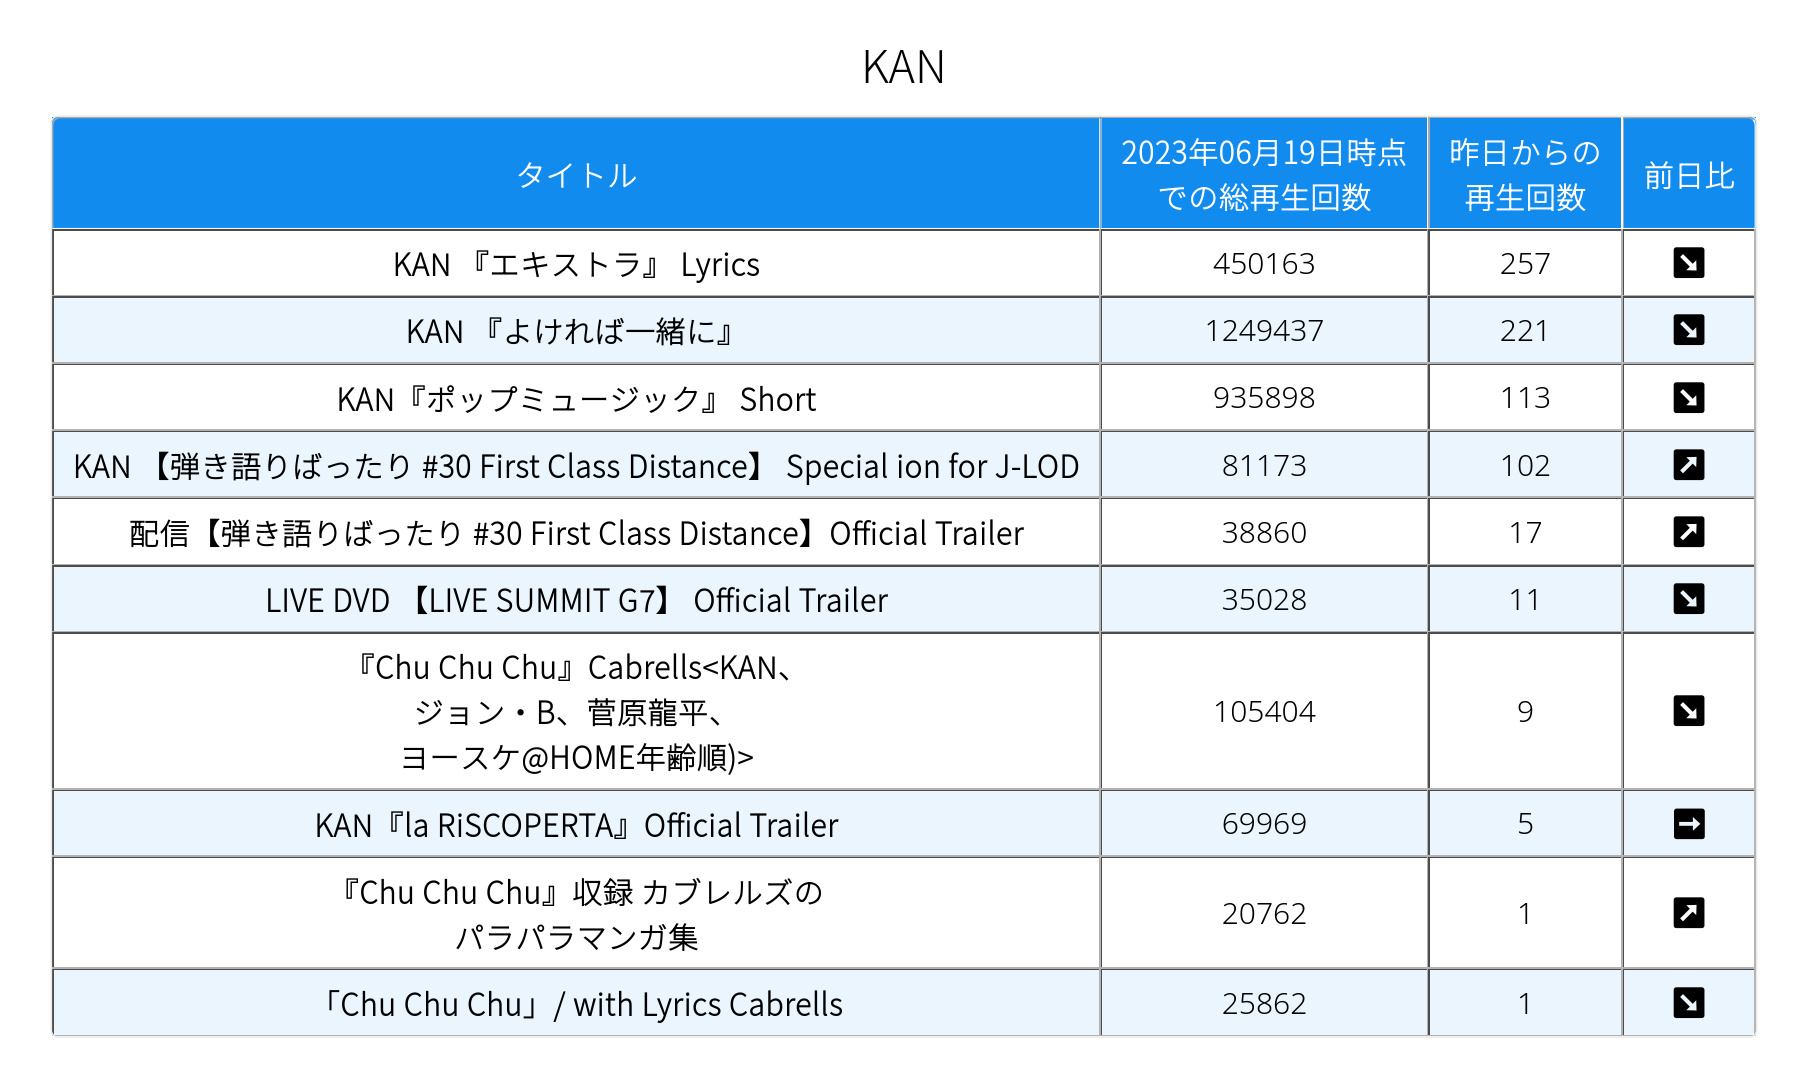 KAN
タイトル
2023年06月19日時点
での総再生回数
昨日からの
再生回数
前日比
KAN 『エキストラ』 Lyrics
450163
257
KAN 『よければ一緒に』
1249437
221
KAN『ポップミュージック』 Short
935898
113
KAN 【弾き語りばったり #30 First Class Distance】 Special ion for J-LOD
81173
102
配信【弾き語りばったり #30 First Class Distance】Official Trailer
38860
17
LIVE DVD 【LIVE SUMMIT G7】 Official Trailer
35028
11
『Chu Chu Chu』Cabrells<KAN、
ジョン・B、菅原龍平、
ヨースケ@HOME年齢順)>
105404
9
KAN『la RiSCOPERTA』Official Trailer
69969
5
『Chu Chu Chu』収録 カブレルズの
パラパラマンガ集
20762
1
「Chu Chu Chu」/ with Lyrics Cabrells
25862
1